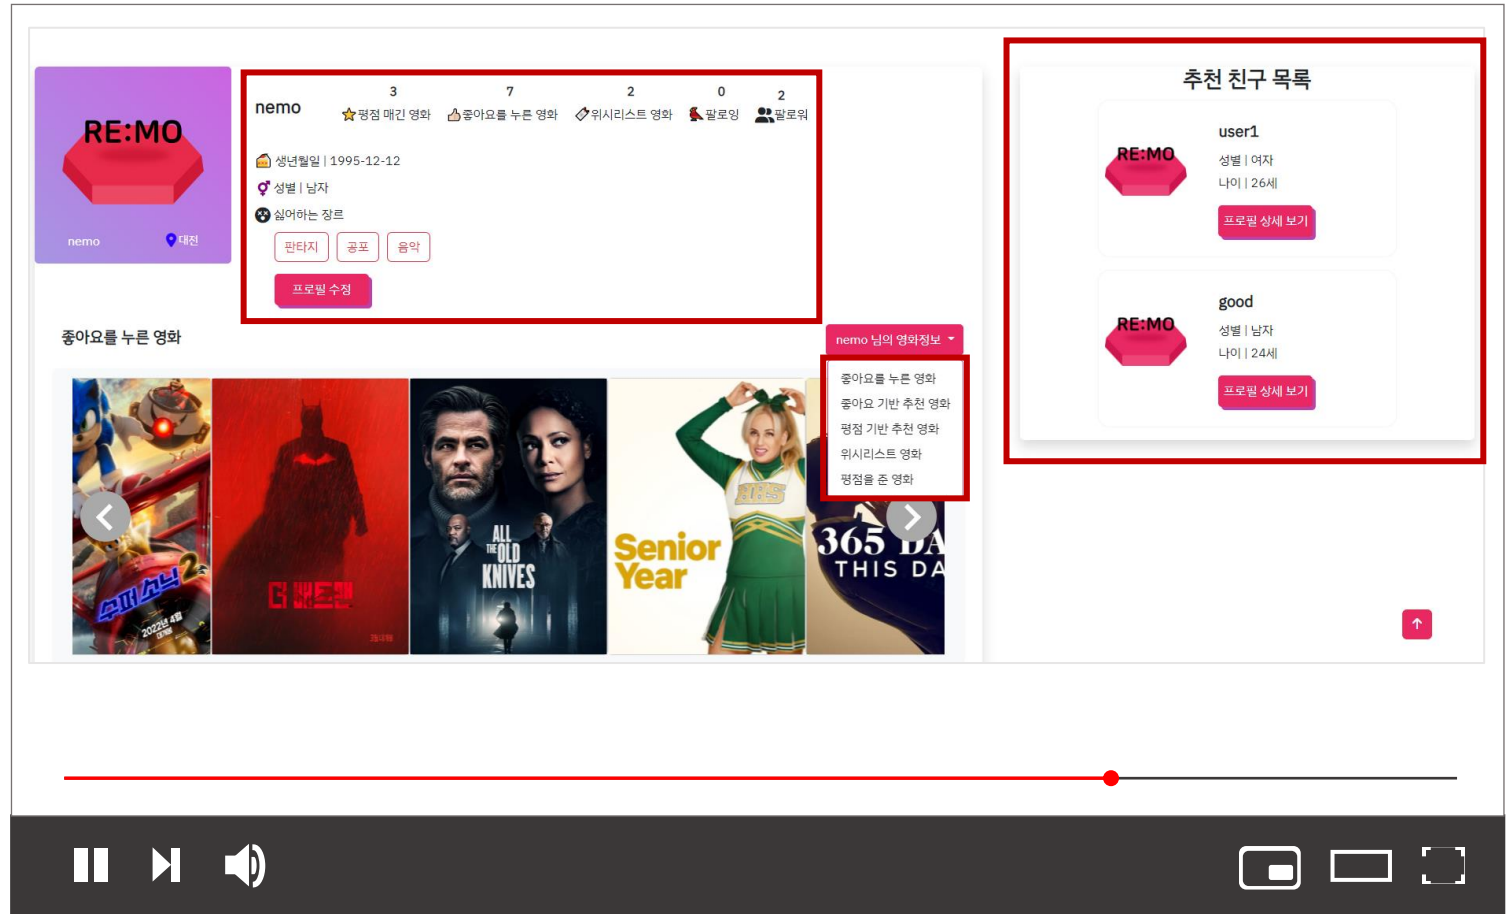 RE:MO
nemo
대전
nemo
3
평점 매긴 영화
7
좋아요를 누른 영화
2
위시리스트 영화
0
팔로잉
2
팔로워
생년월일 | 1995-12-12
성별 | 남자
싫어하는 장르
판타지
공포
음악
프로필 수정
좋아요를 누른 영화
nemo 님의 영화정보
좋아요를 누른 영화
좋아요 기반 추천 영화
평점 기반 추천 영화
위시리스트 영화
평점을 준 영화
수퍼 소닉2
2022년 4월
더 배트맨
ALL
THE OLD
KNIVES
Senior
Year
365 DA
THIS DA
추천 친구 목록
RE:MO
user1
성별 | 여자
나이 | 26세
프로필 상세 보기
RE:MO
good
성별 | 남자
나이 | 24세
프로필 상세 보기